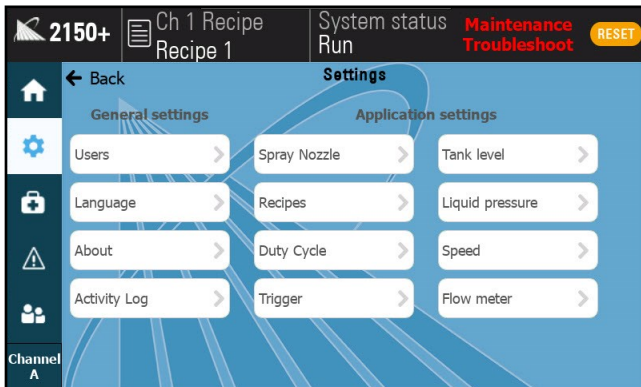 2150+
Ch 1 Recipe
Recipe 1
System status
Run
Maintenance
Troubleshoot
RESET
← Back
Settings
General settings
Application settings
Users
Spray Nozzle
Tank level
Language
Recipes
Liquid pressure
About
Duty Cycle
Speed
Activity Log
Trigger
Flow meter
Channel
A